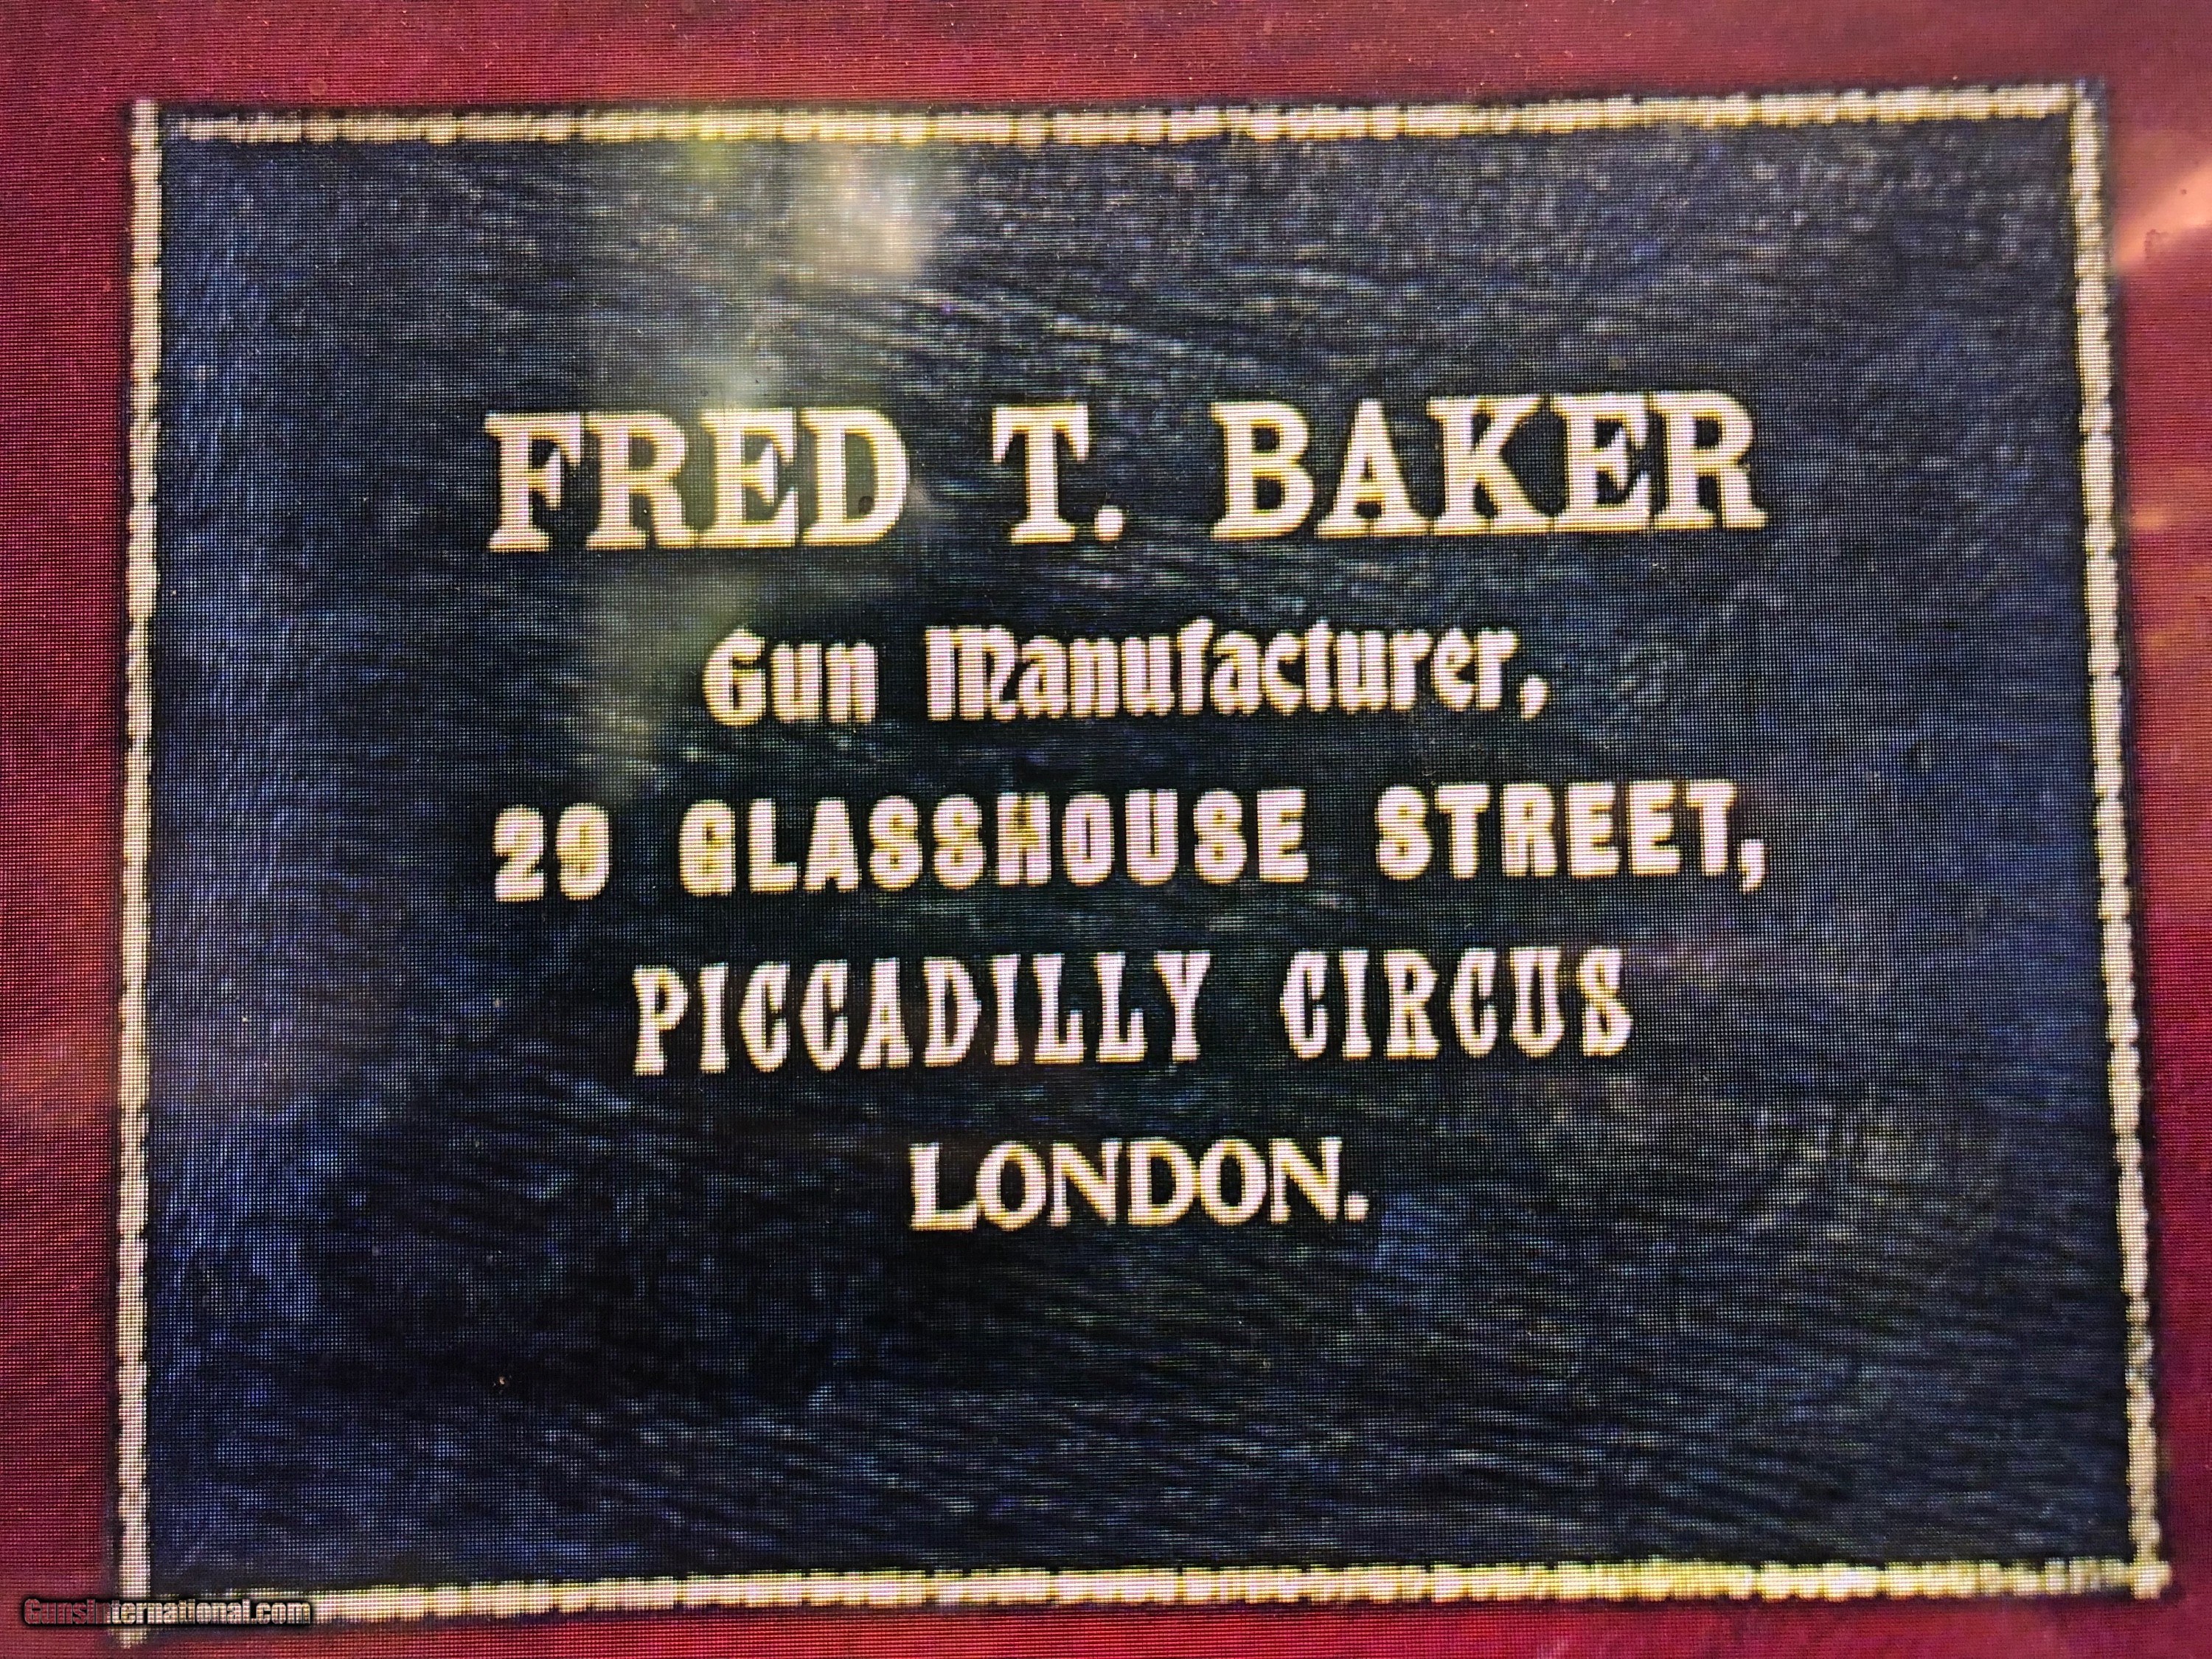 FRED T. BAKER
Gun Manufacturer,
29 GLASSHOUSE STREET,
PICCADILLY CIRCUS
LONDON.
GunsInternational.com